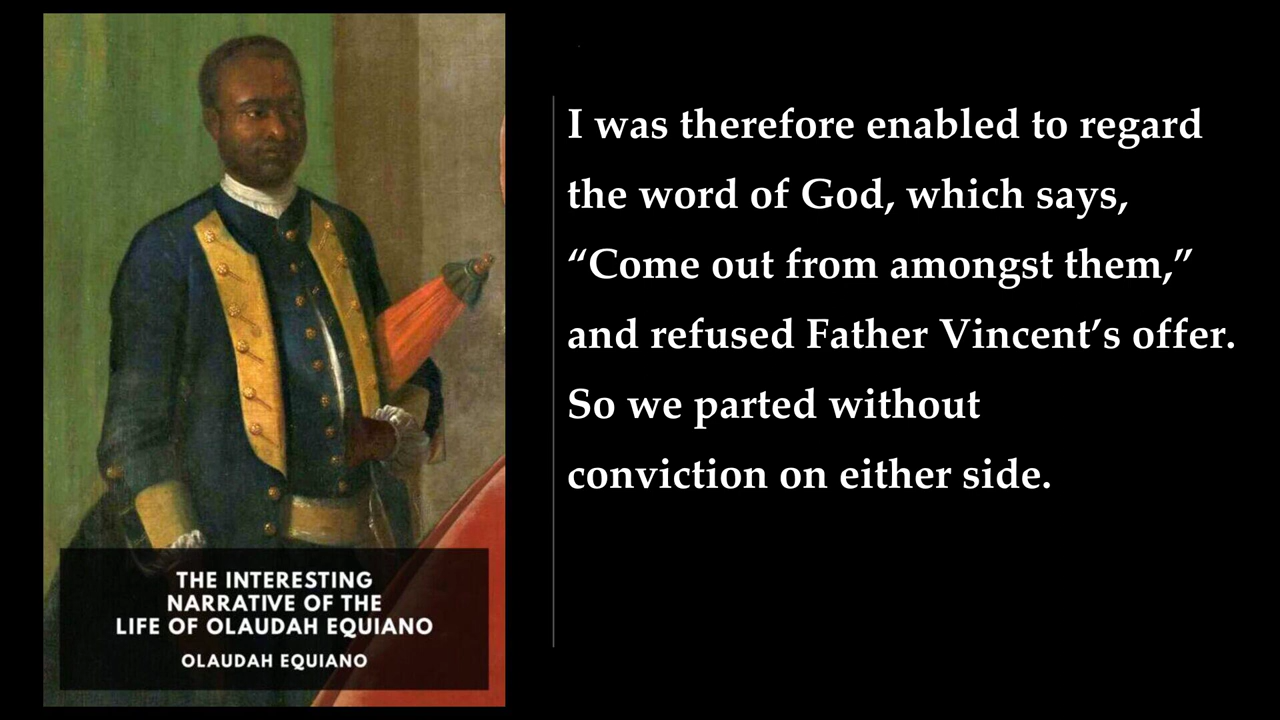 THE INTERESTING
NARRATIVE OF THE
LIFE OF OLAUDAH EQUIANO
OLAUDAH EQUIANO
I was therefore enabled to regard
the word of God, which says,
“Come out from amongst them,”
and refused Father Vincent’s offer.
So we parted without
conviction on either side.